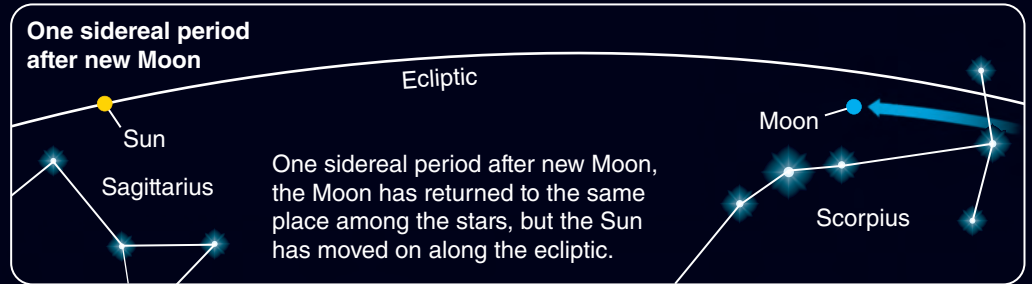 One sidereal period
after new Moon
Ecliptic
Sun
Moon
Sagittarius
One sidereal period after new Moon,
the Moon has returned to the same
place among the stars, but the Sun
has moved on along the ecliptic.
Scorpius